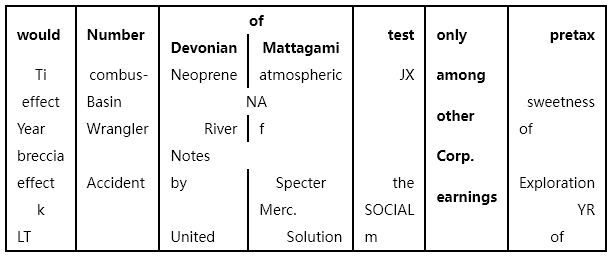 of
would Number test only pretax
Devonian Mattagami
Ti combus- Neoprene atmospheric JX among
effect Basin NA sweetness
other
Year Wrangler River f of
breccia Notes Corp.
effect Accident by Specter the Exploration
earnings
k Merc. SOCIAL YR
LT United Solution m of